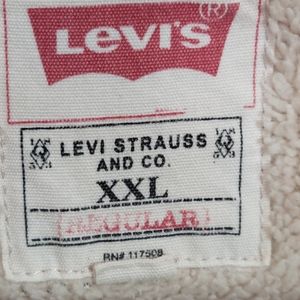 Levi's®
LEVI STRAUSS
AND CO.
XXL
[REGULAR]
RN# 117508